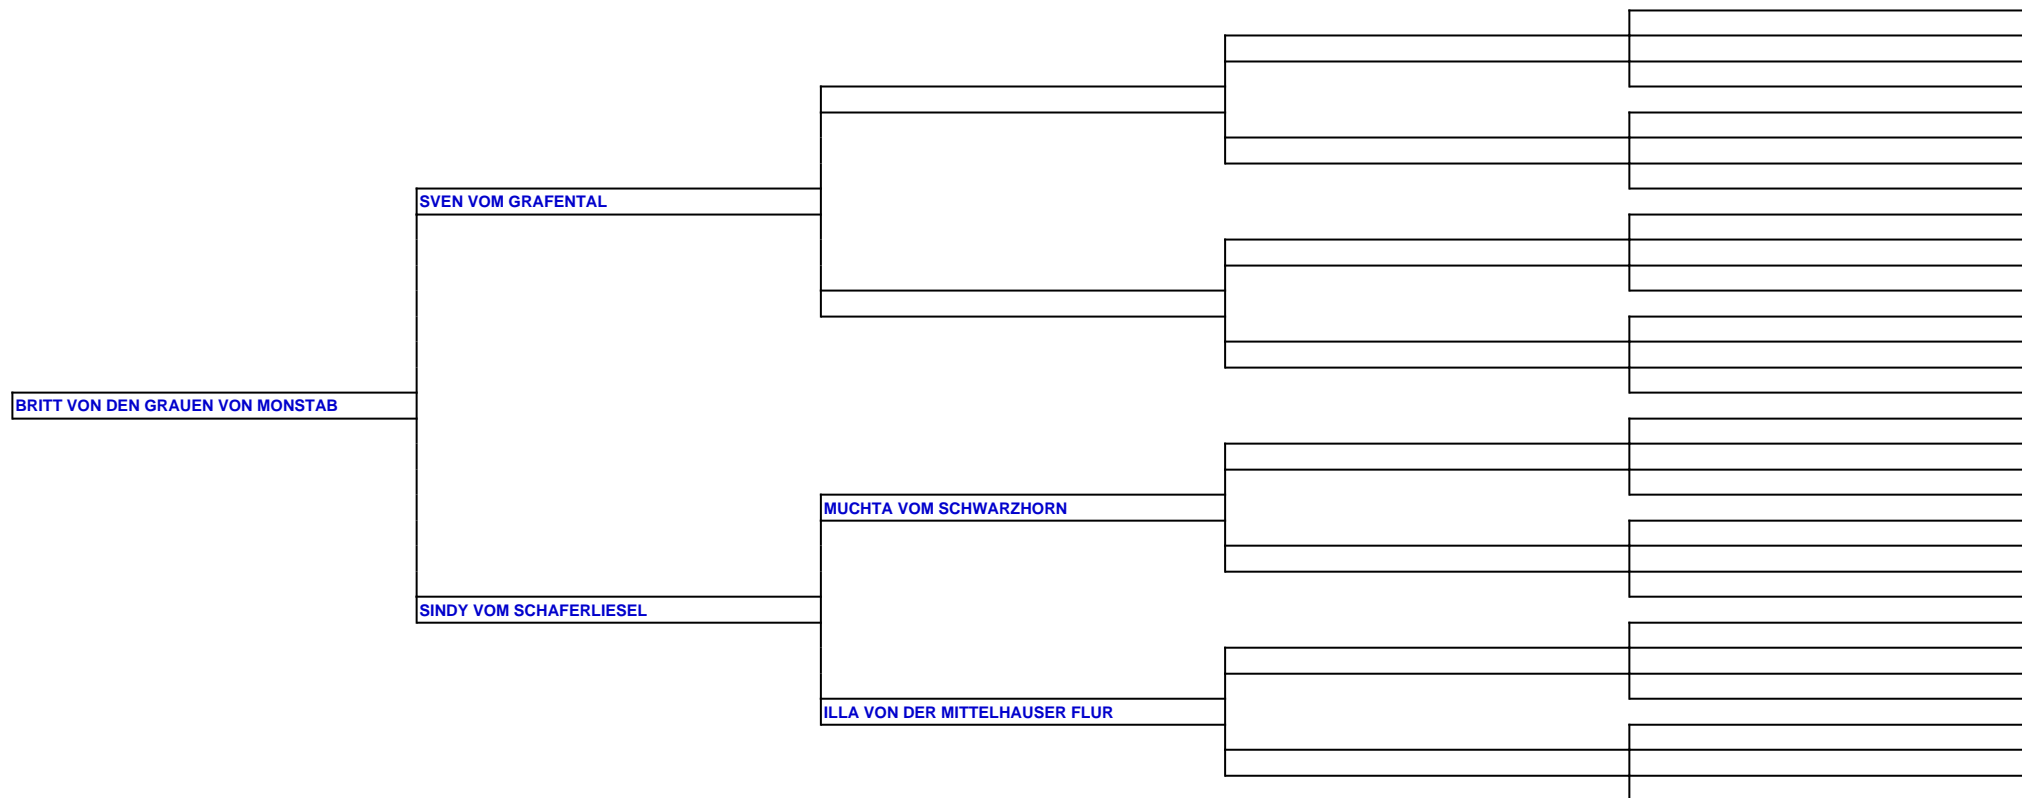 SVEN VOM GRAFENTAL
BRITT VON DEN GRAUEN VON MONSTAB
MUCHTA VOM SCHWARZHORN
SINDY VOM SCHAFERLIESEL
ILLA VON DER MITTELHAUSER FLUR